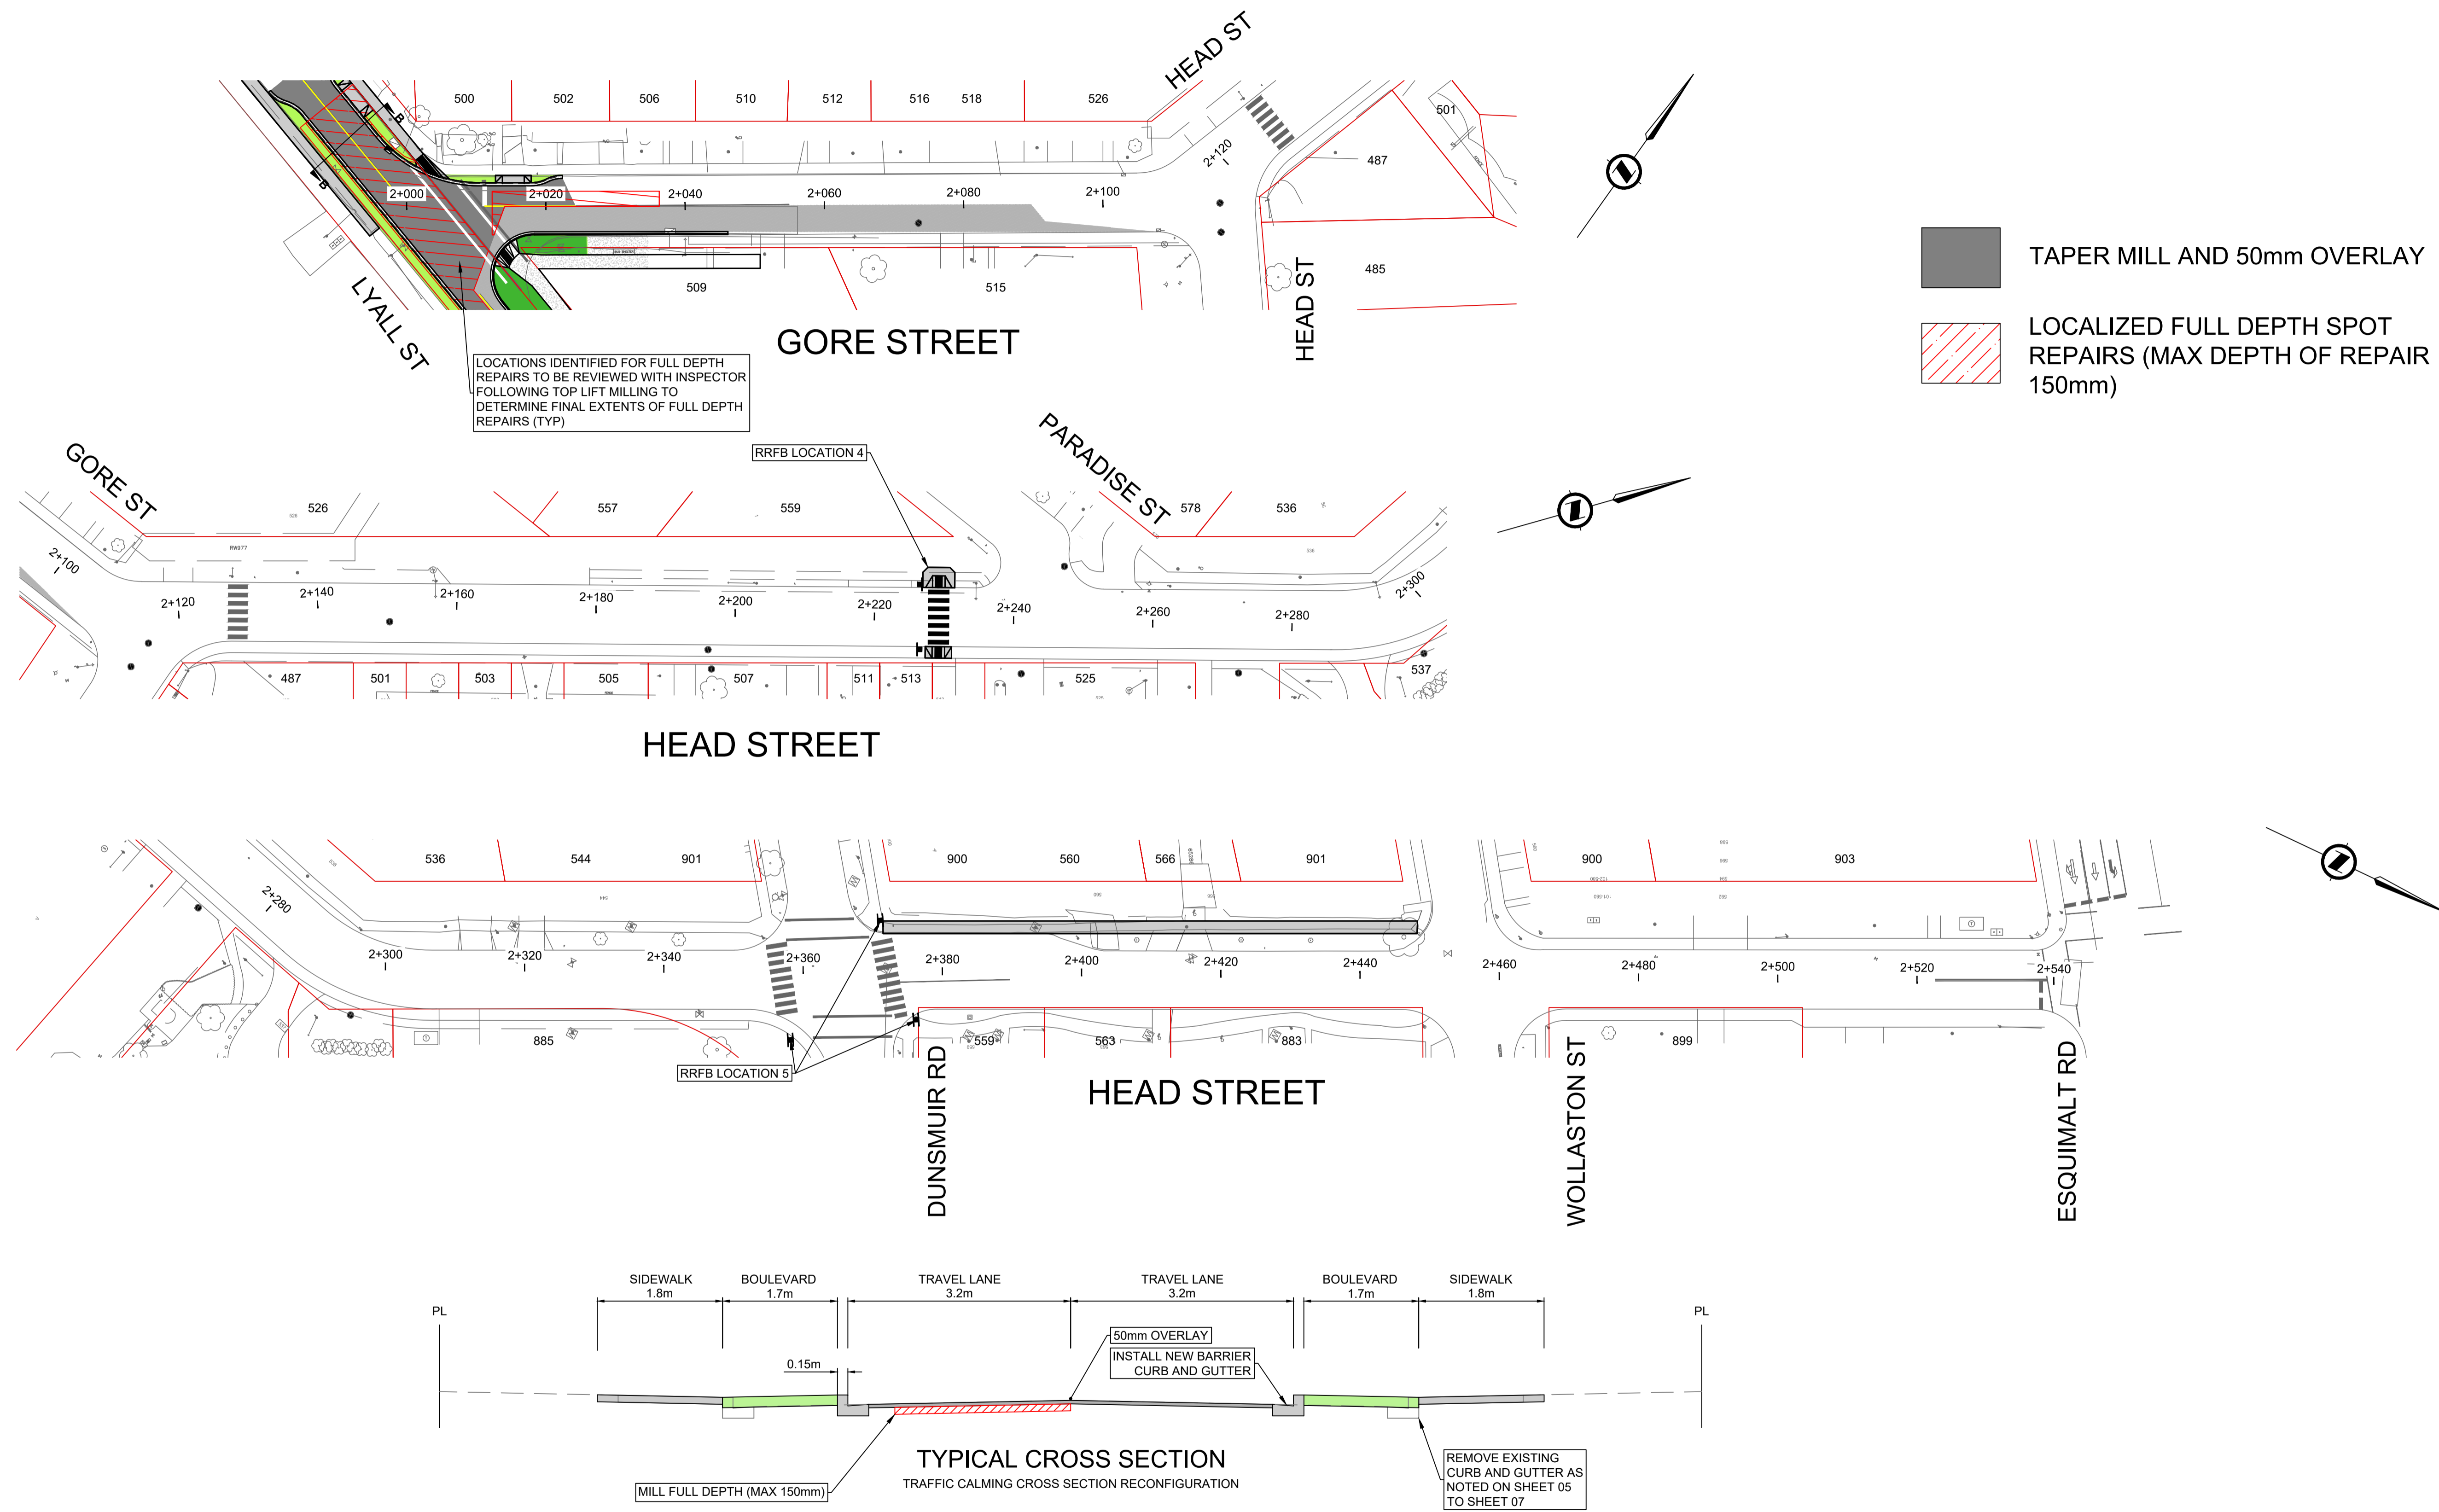 HEAD ST
500 502 506 510 512 516 518 526
501
487
2+120
B
B
2+000 2+020 2+040 2+060 2+080 2+100
485
509 515
LYALL ST
GORE STREET
HEAD ST
TAPER MILL AND 50mm OVERLAY
LOCALIZED FULL DEPTH SPOT
REPAIRS (MAX DEPTH OF REPAIR
150mm)
LOCATIONS IDENTIFIED FOR FULL DEPTH
REPAIRS TO BE REVIEWED WITH INSPECTOR
FOLLOWING TOP LIFT MILLING TO
DETERMINE FINAL EXTENTS OF FULL DEPTH
REPAIRS (TYP)
GORE ST
RRFB LOCATION 4
PARADISE ST
526 557 559 578 536
526
536
RW877
2+100
2+120 2+140 2+160 2+180 2+200 2+220 2+240 2+260 2+280 2+300
487 501 503 505 507 511 513 525 537
HEAD STREET
536 544 901 900 560 566 901 900 903
544
2+280
2+300 2+320 2+340 2+360 2+380 2+400 2+420 2+440 2+460 2+480 2+500 2+520 2+540
885 559 563 883 899
RRFB LOCATION 5
DUNSMUIR RD
HEAD STREET
WOLLASTON ST
ESQUIMALT RD
SIDEWALK BOULEVARD TRAVEL LANE TRAVEL LANE BOULEVARD SIDEWALK
1.8m 1.7m 3.2m 3.2m 1.7m 1.8m
PL PL
50mm OVERLAY
INSTALL NEW BARRIER
CURB AND GUTTER
0.15m
TYPICAL CROSS SECTION
TRAFFIC CALMING CROSS SECTION RECONFIGURATION
MILL FULL DEPTH (MAX 150mm)
REMOVE EXISTING
CURB AND GUTTER AS
NOTED ON SHEET 05
TO SHEET 07